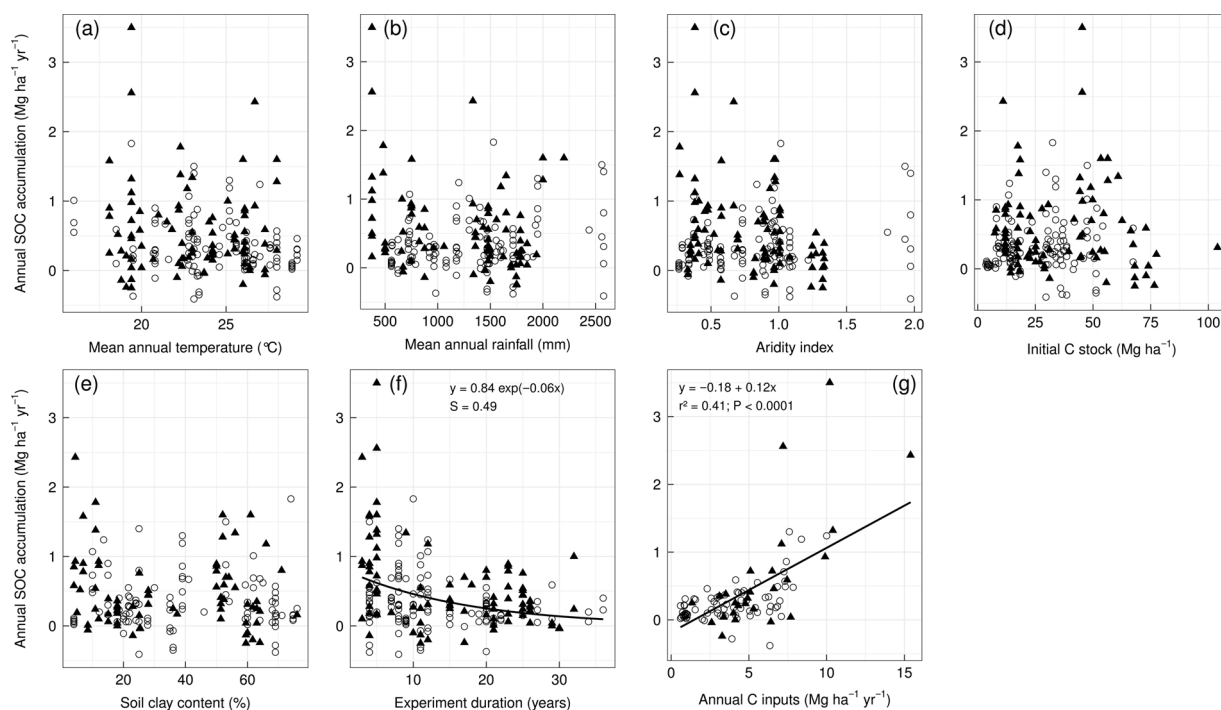 (a) (b) (c) (d)
Annual SOC accumulation (Mg ha⁻¹ yr⁻¹)
3
2
1
0
20 25
500 1000 1500 2000 2500
0.5 1.0 1.5 2.0
0 25 50 75 100
Mean annual temperature (°C) Mean annual rainfall (mm) Aridity index Initial C stock (Mg ha⁻¹)
(e) (f) (g)
y = 0.84 exp(−0.06x)
S = 0.49
y = −0.18 + 0.12x
r² = 0.41; P < 0.0001
Annual SOC accumulation (Mg ha⁻¹ yr⁻¹)
3
2
1
0
3
2
1
0
20 40 60
10 20 30
0 5 10 15
Soil clay content (%) Experiment duration (years) Annual C inputs (Mg ha⁻¹ yr⁻¹)